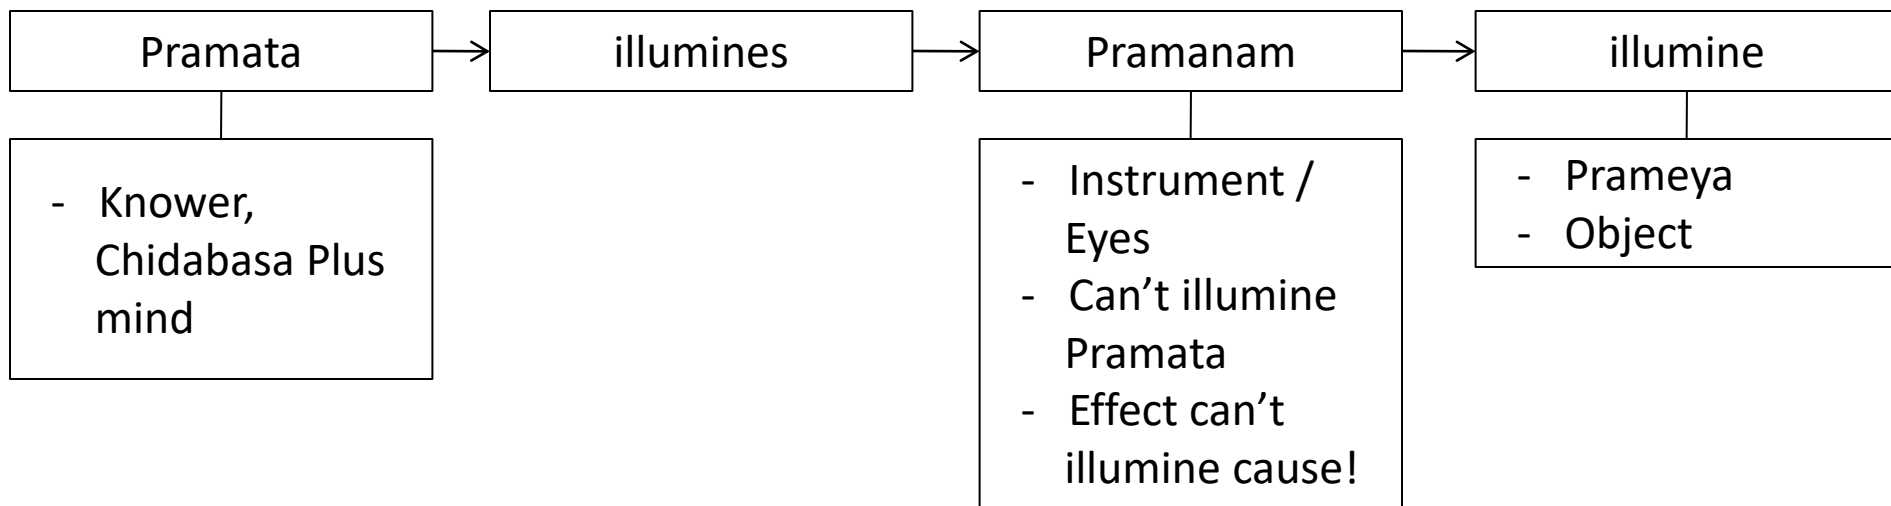 Pramata
illumines
Pramanam
illumine
- Knower,
Chidabasa Plus
mind
- Instrument /
Eyes
- Can’t illumine
Pramata
- Effect can’t
illumine cause!
- Prameya
- Object